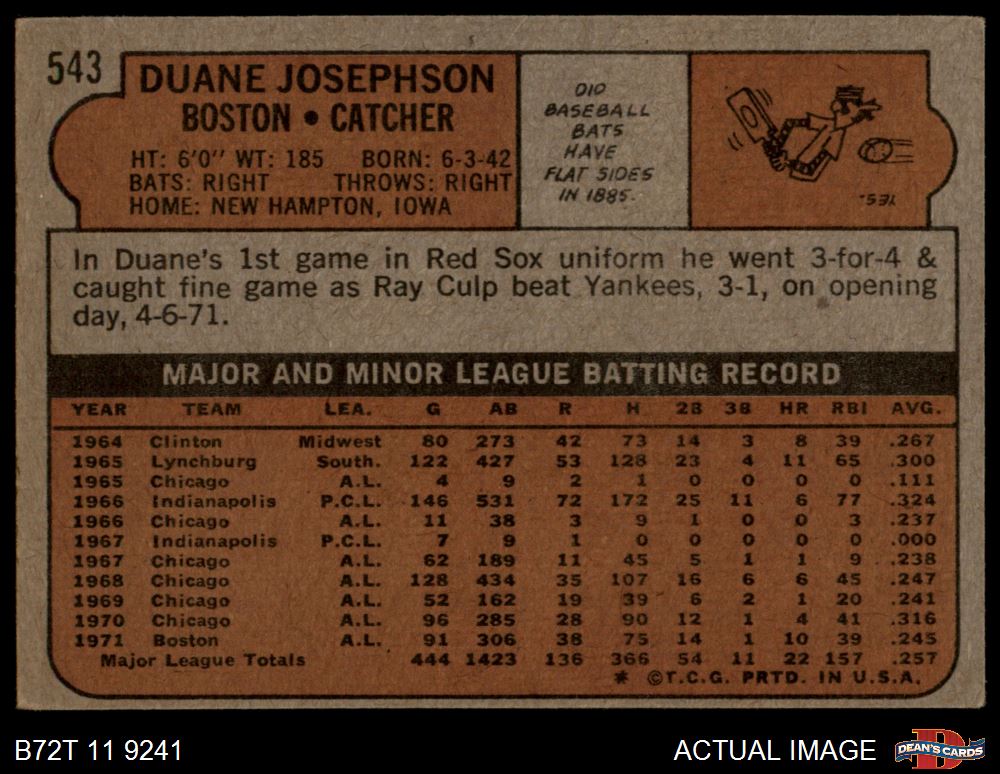 543
DUANE JOSEPHSON
BOSTON • CATCHER
HT: 6'0" WT: 185 BORN: 6-3-42
BATS: RIGHT THROWS: RIGHT
HOME: NEW HAMPTON, IOWA
DID
BASEBALL
BATS
HAVE
FLAT SIDES
IN 1885.
YES!
In Duane's 1st game in Red Sox uniform he went 3-for-4 &
caught fine game as Ray Culp beat Yankees, 3-1, on opening
day, 4-6-71.
MAJOR AND MINOR LEAGUE BATTING RECORD
YEAR TEAM LEA. G AB R H 2B 3B HR RBI AVG.
1964 Clinton Midwest 80 273 42 73 14 3 8 39 .267
1965 Lynchburg South. 122 427 53 128 23 4 11 65 .300
1965 Chicago A.L. 4 9 2 1 0 0 0 0 .111
1966 Indianapolis P.C.L. 146 531 72 172 25 11 6 77 .324
1966 Chicago A.L. 11 38 3 9 1 0 0 3 .237
1967 Indianapolis P.C.L. 7 9 1 0 0 0 0 0 .000
1967 Chicago A.L. 62 189 11 45 5 1 1 9 .238
1968 Chicago A.L. 128 434 35 107 16 6 6 45 .247
1969 Chicago A.L. 52 162 19 39 6 2 1 20 .241
1970 Chicago A.L. 96 285 28 90 12 1 4 41 .316
1971 Boston A.L. 91 306 38 75 14 1 10 39 .245
Major League Totals 444 1423 136 366 54 11 22 157 .257
* ©T.C.G. PRTD. IN U.S.A.
B72T 11 9241
ACTUAL IMAGE
DEAN'S CARDS